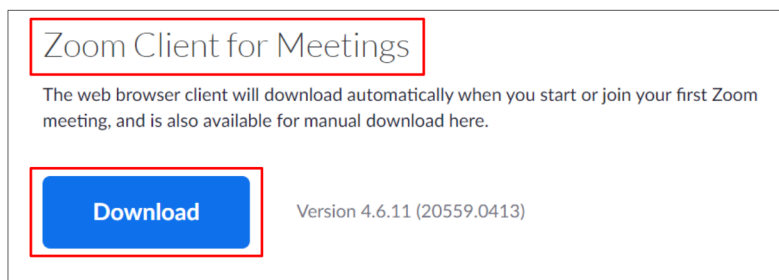 Zoom Client for Meetings
The web browser client will download automatically when you start or join your first Zoom
meeting, and is also available for manual download here.
Download
Version 4.6.11 (20559.0413)